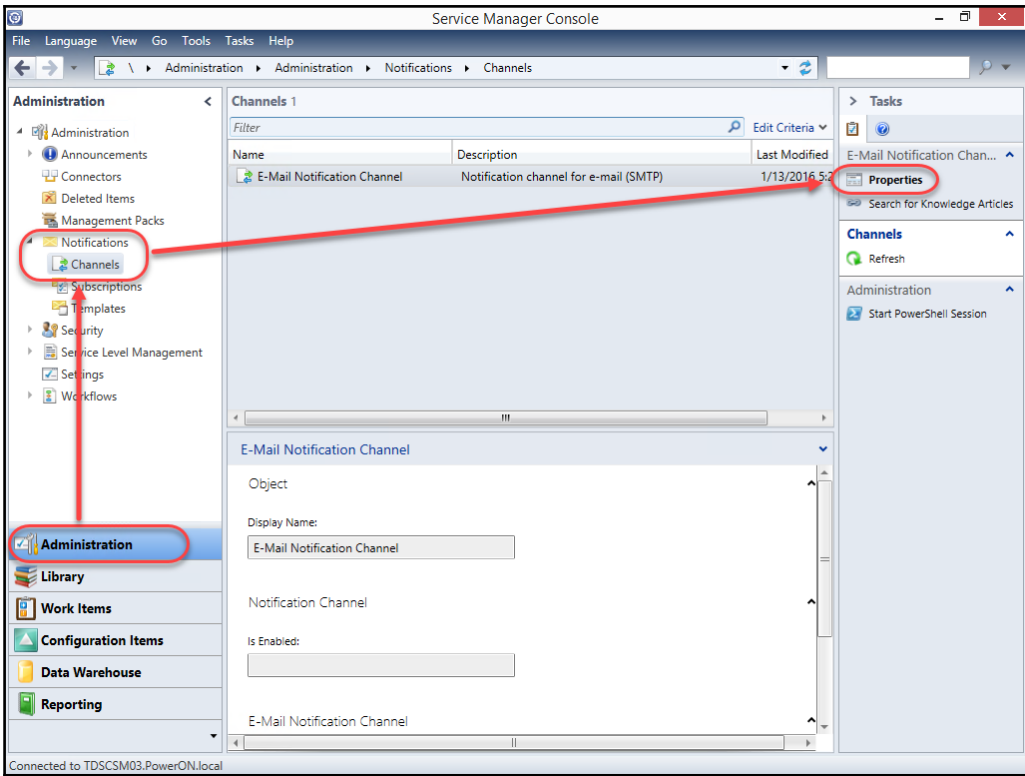 Service Manager Console
File Language View Go Tools Tasks Help
\ Administration Administration Notifications Channels
Administration
Administration
Announcements
Connectors
Deleted Items
Management Packs
Notifications
Channels
Subscriptions
Templates
Security
Service Level Management
Settings
Workflows
Administration
Library
Work Items
Configuration Items
Data Warehouse
Reporting
Channels 1
Filter
Edit Criteria
Name Description Last Modified
E-Mail Notification Channel Notification channel for e-mail (SMTP) 1/13/2016 5:2
E-Mail Notification Channel
Object
Display Name:
E-Mail Notification Channel
Notification Channel
Is Enabled:
E-Mail Notification Channel
Tasks
E-Mail Notification Chan...
Properties
Search for Knowledge Articles
Channels
Refresh
Administration
Start PowerShell Session
Connected to TDSCSM03.PowerON.local